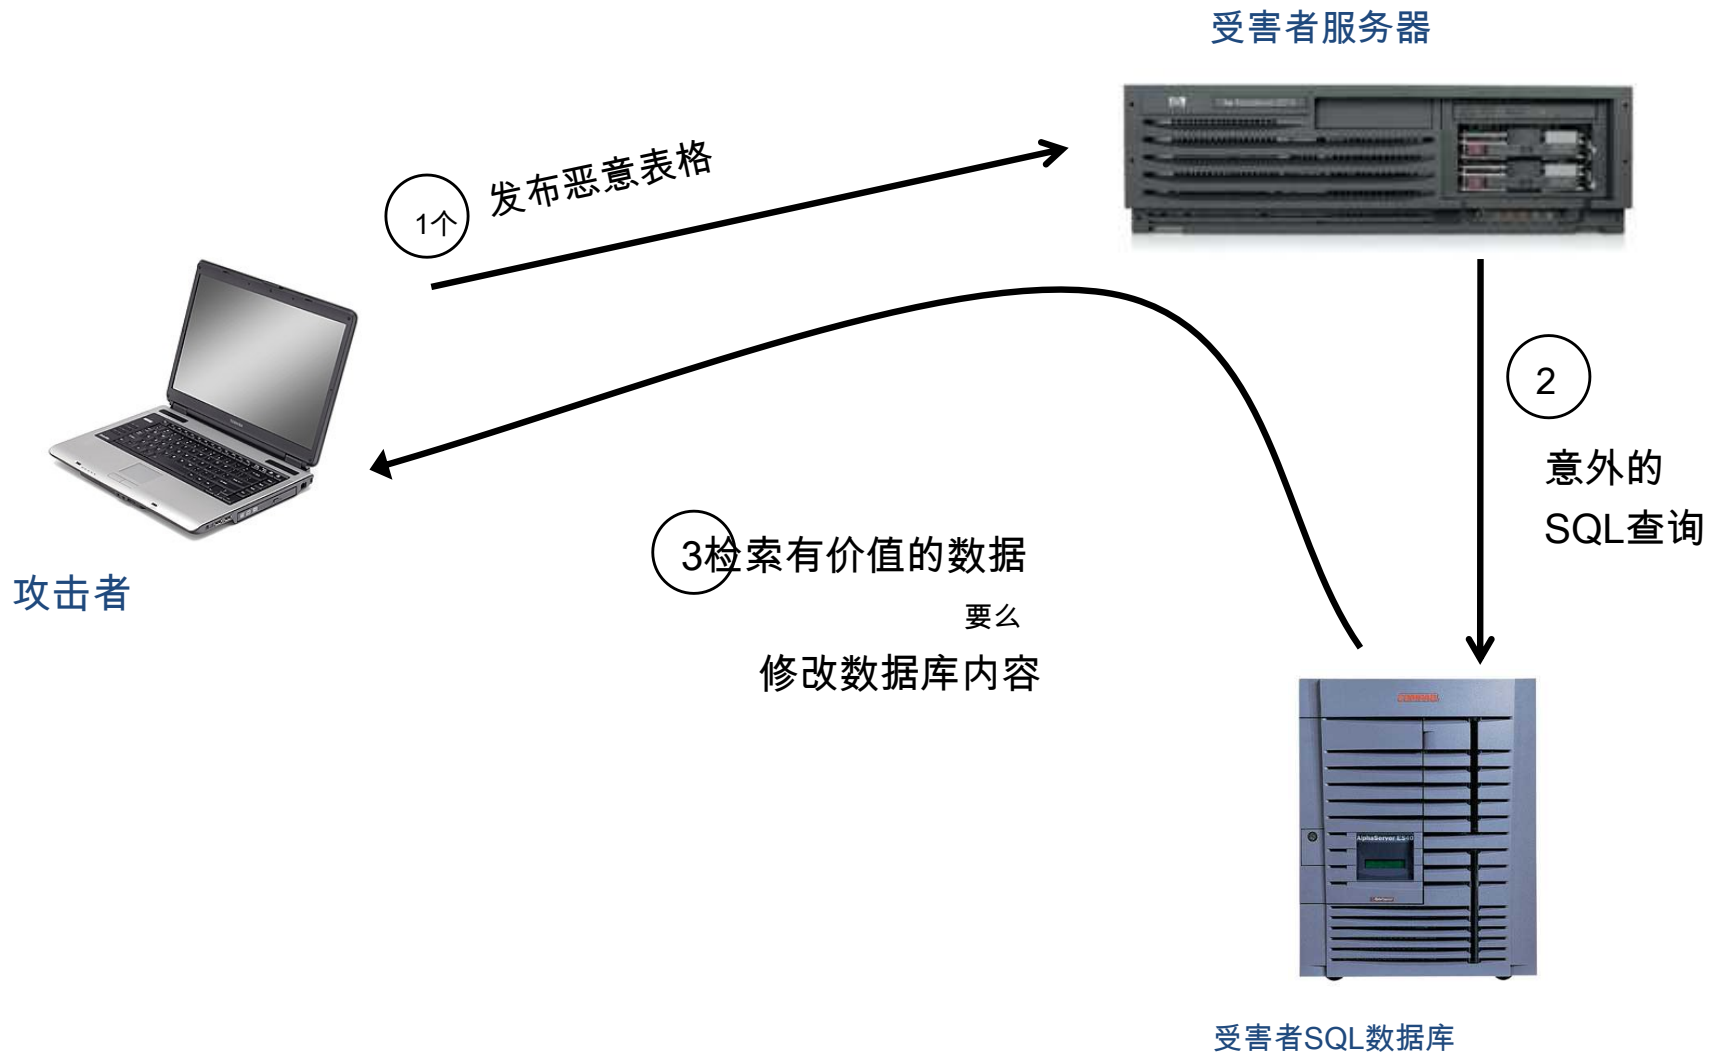 受害者服务器
1个
发布恶意表格
2
意外的
SQL查询
3检索有价值的数据
要么
修改数据库内容
攻击者
AlphaServer ES40
受害者SQL数据库